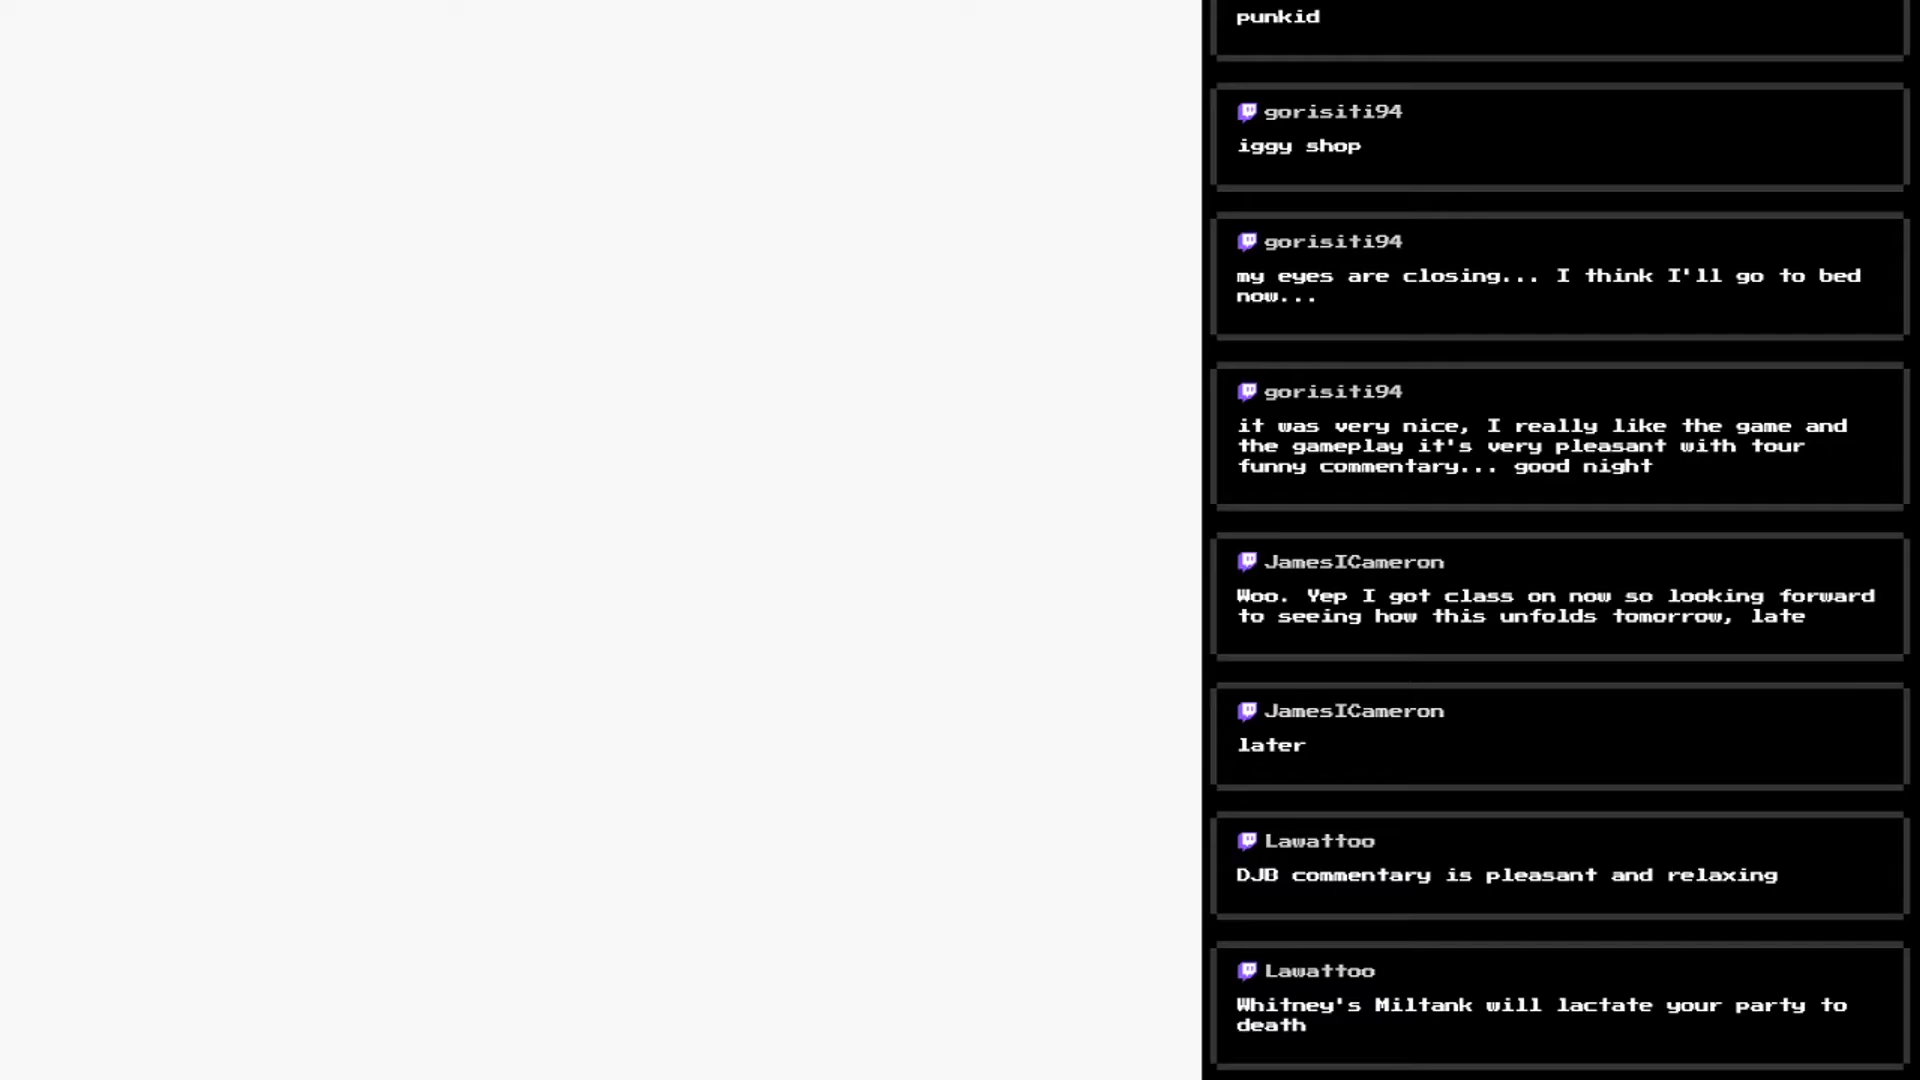 punkid
gorisiti94
iggy shop
gorisiti94
my eyes are closing... I think I'll go to bed
now...
gorisiti94
it was very nice, I really like the game and
the gameplay it's very pleasant with tour
funny commentary... good night
JamesICameron
Woo. Yep I got class on now so looking forward
to seeing how this unfolds tomorrow, late
JamesICameron
later
Lawattoo
DJB commentary is pleasant and relaxing
Lawattoo
Whitney's Miltank will lactate your party to
death